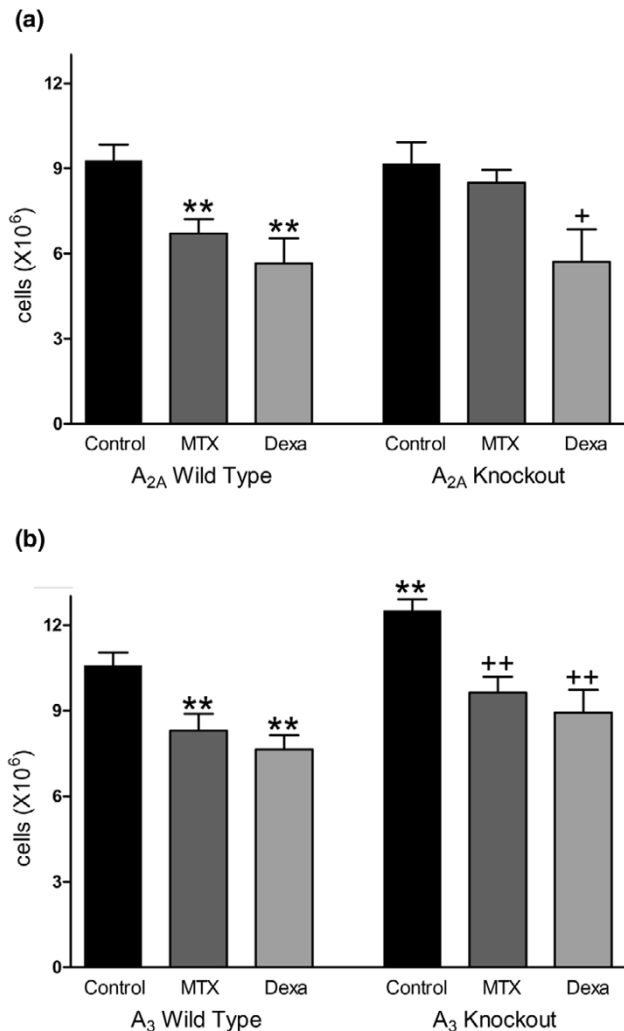 (a)
cells (X10⁶)
12
9
6
3
0
** ** +
Control MTX Dexa Control MTX Dexa
A₂A Wild Type A₂A Knockout
(b)
cells (X10⁶)
12
9
6
3
0
** ** ** ++ ++
Control MTX Dexa Control MTX Dexa
A₃ Wild Type A₃ Knockout